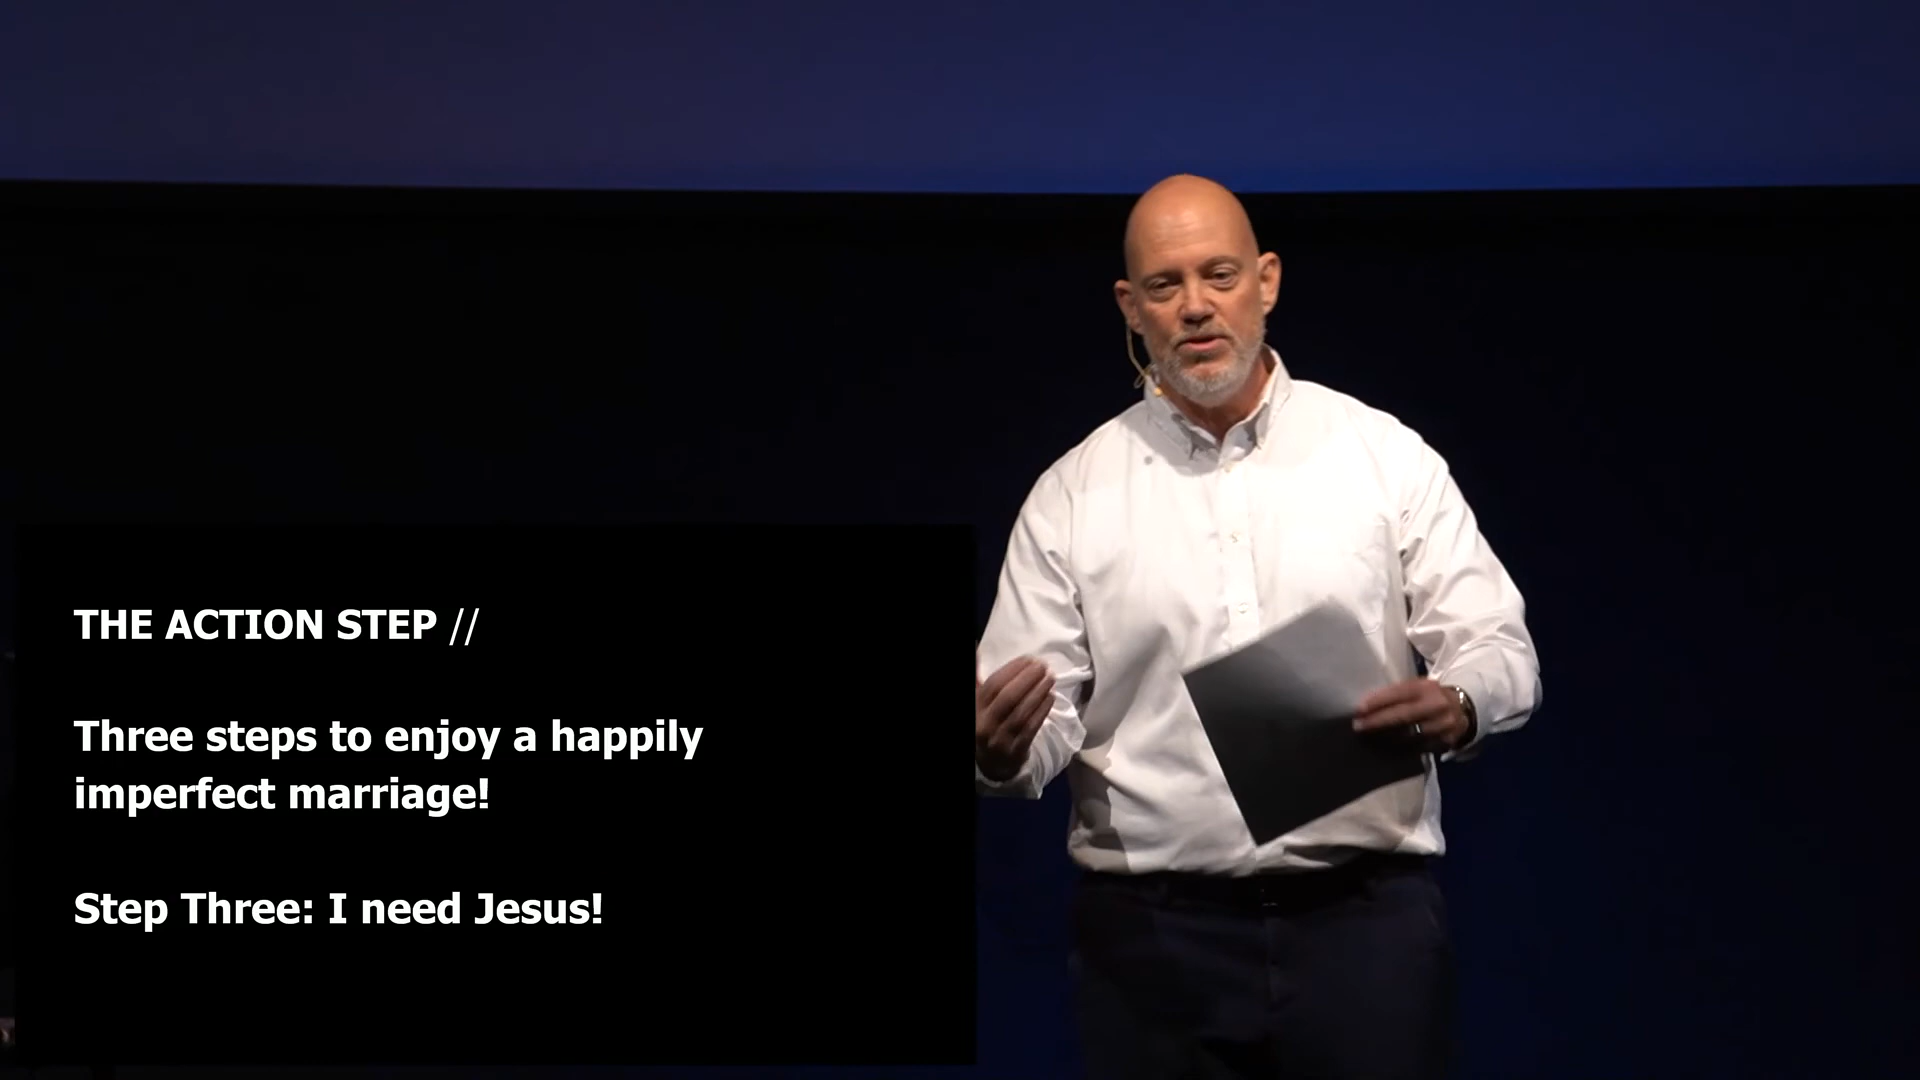 THE ACTION STEP //
Three steps to enjoy a happily
imperfect marriage!
Step Three: I need Jesus!